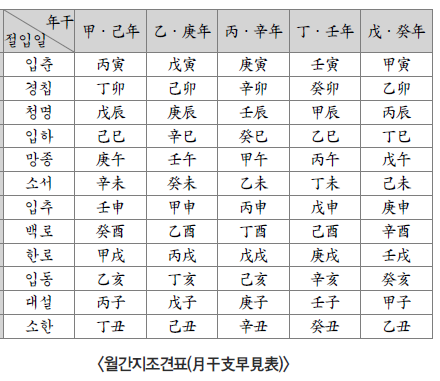 年干 甲·己年 乙·庚年 丙·辛年 丁·壬年 戊·癸年
절입일
입춘 丙寅 戊寅 庚寅 壬寅 甲寅
경칩 丁卯 己卯 辛卯 癸卯 乙卯
청명 戊辰 庚辰 壬辰 甲辰 丙辰
입하 己巳 辛巳 癸巳 乙巳 丁巳
망종 庚午 壬午 甲午 丙午 戊午
소서 辛未 癸未 乙未 丁未 己未
입추 壬申 甲申 丙申 戊申 庚申
백로 癸酉 乙酉 丁酉 己酉 辛酉
한로 甲戌 丙戌 戊戌 庚戌 壬戌
입동 乙亥 丁亥 己亥 辛亥 癸亥
대설 丙子 戊子 庚子 壬子 甲子
소한 丁丑 己丑 辛丑 癸丑 乙丑
〈월간지조견표(月干支早見表)〉